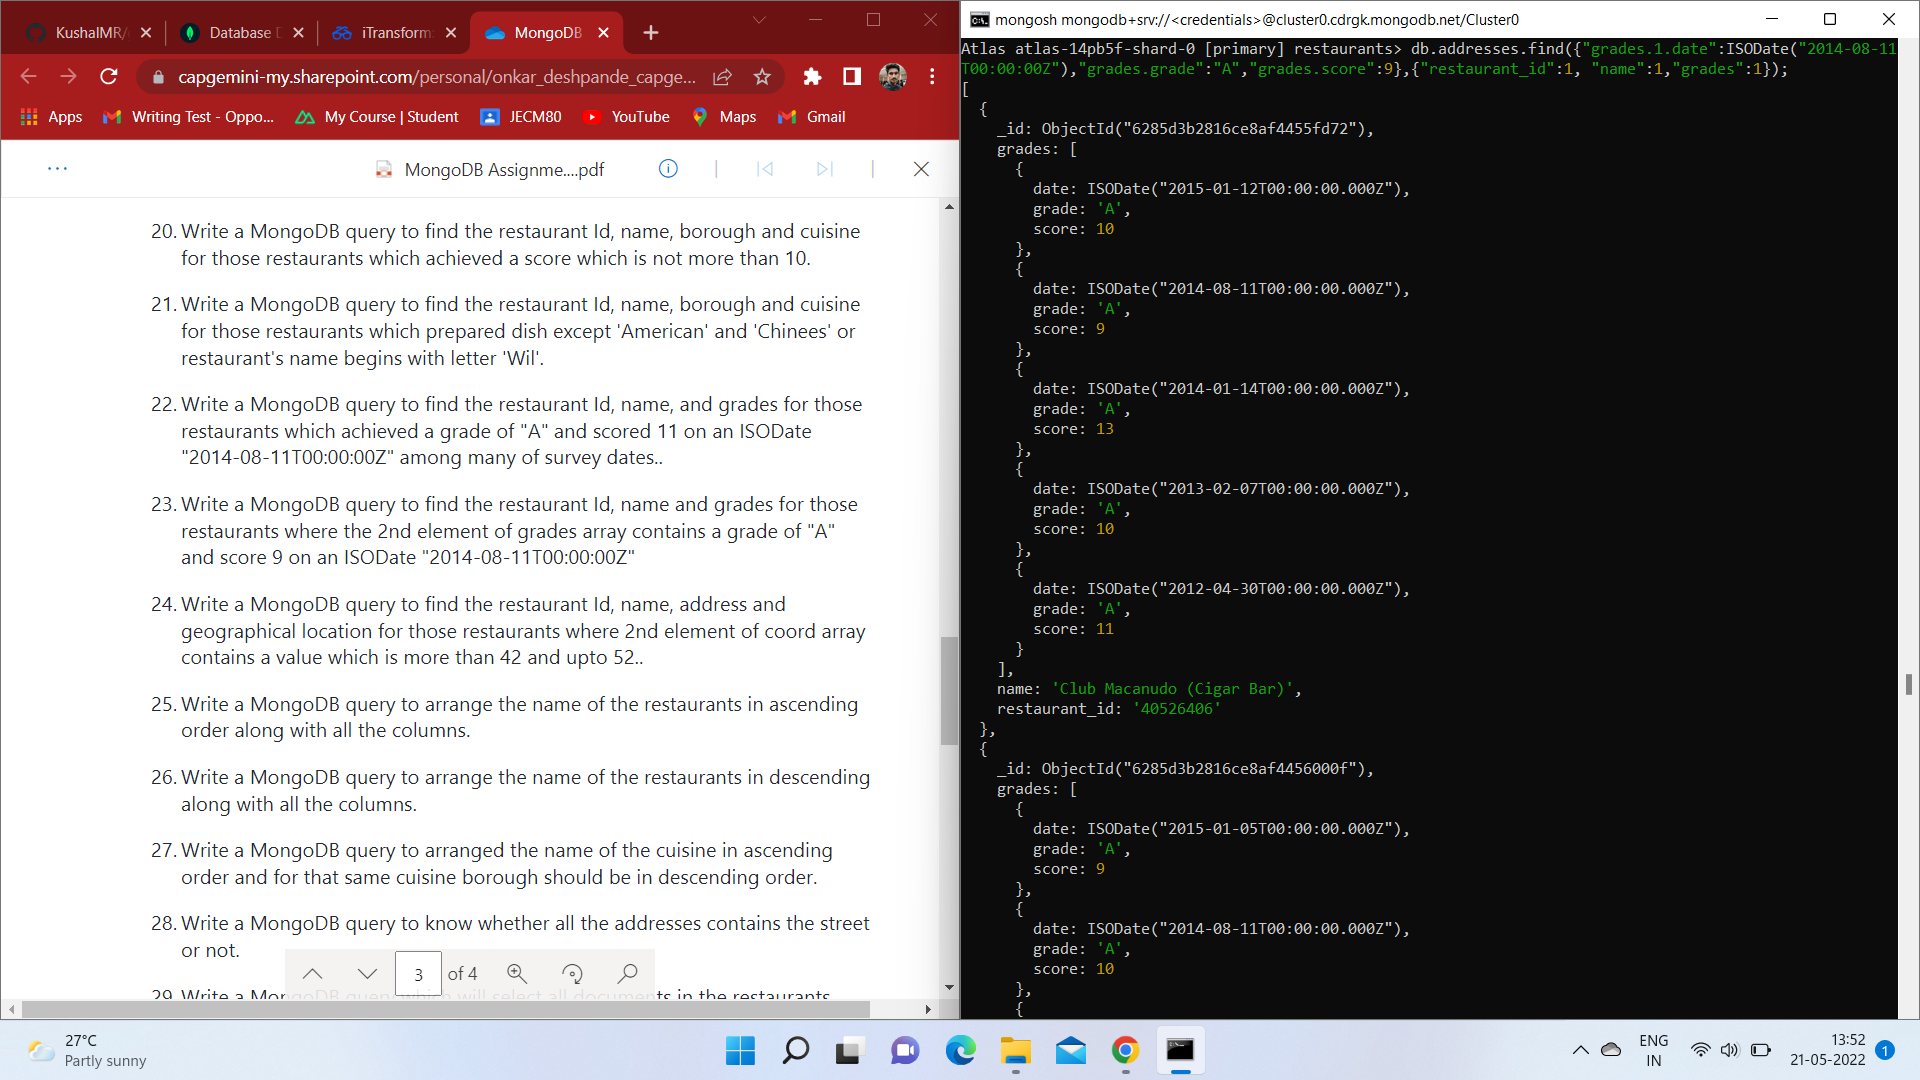 KushalMR/
Database D
iTransform
MongoDB
capgemini-my.sharepoint.com/personal/onkar_deshpande_capge...
Apps
Writing Test - Oppo...
My Course | Student
JECM80
YouTube
Maps
Gmail
MongoDB Assignme....pdf
20. Write a MongoDB query to find the restaurant Id, name, borough and cuisine
for those restaurants which achieved a score which is not more than 10.
21. Write a MongoDB query to find the restaurant Id, name, borough and cuisine
for those restaurants which prepared dish except 'American' and 'Chinees' or
restaurant's name begins with letter 'Wil'.
22. Write a MongoDB query to find the restaurant Id, name, and grades for those
restaurants which achieved a grade of "A" and scored 11 on an ISODate
"2014-08-11T00:00:00Z" among many of survey dates..
23. Write a MongoDB query to find the restaurant Id, name and grades for those
restaurants where the 2nd element of grades array contains a grade of "A"
and score 9 on an ISODate "2014-08-11T00:00:00Z"
24. Write a MongoDB query to find the restaurant Id, name, address and
geographical location for those restaurants where 2nd element of coord array
contains a value which is more than 42 and upto 52..
25. Write a MongoDB query to arrange the name of the restaurants in ascending
order along with all the columns.
26. Write a MongoDB query to arrange the name of the restaurants in descending
along with all the columns.
27. Write a MongoDB query to arranged the name of the cuisine in ascending
order and for that same cuisine borough should be in descending order.
28. Write a MongoDB query to know whether all the addresses contains the street
or not.
3 of 4
29. Write a MongoDB query which will select all documents in the restaurants
mongosh mongodb+srv://<credentials>@cluster0.cdrgk.mongodb.net/Cluster0
Atlas atlas-14pb5f-shard-0 [primary] restaurants> db.addresses.find({"grades.1.date":ISODate("2014-08-11
T00:00:00Z"),"grades.grade":"A","grades.score":9},{"restaurant_id":1, "name":1,"grades":1});
[
{
_id: ObjectId("6285d3b2816ce8af4455fd72"),
grades: [
{
date: ISODate("2015-01-12T00:00:00.000Z"),
grade: 'A',
score: 10
},
{
date: ISODate("2014-08-11T00:00:00.000Z"),
grade: 'A',
score: 9
},
{
date: ISODate("2014-01-14T00:00:00.000Z"),
grade: 'A',
score: 13
},
{
date: ISODate("2013-02-07T00:00:00.000Z"),
grade: 'A',
score: 10
},
{
date: ISODate("2012-04-30T00:00:00.000Z"),
grade: 'A',
score: 11
}
],
name: 'Club Macanudo (Cigar Bar)',
restaurant_id: '40526406'
},
{
_id: ObjectId("6285d3b2816ce8af4456000f"),
grades: [
{
date: ISODate("2015-01-05T00:00:00.000Z"),
grade: 'A',
score: 9
},
{
date: ISODate("2014-08-11T00:00:00.000Z"),
grade: 'A',
score: 10
},
{
27°C
Partly sunny
ENG
IN
13:52
21-05-2022
1